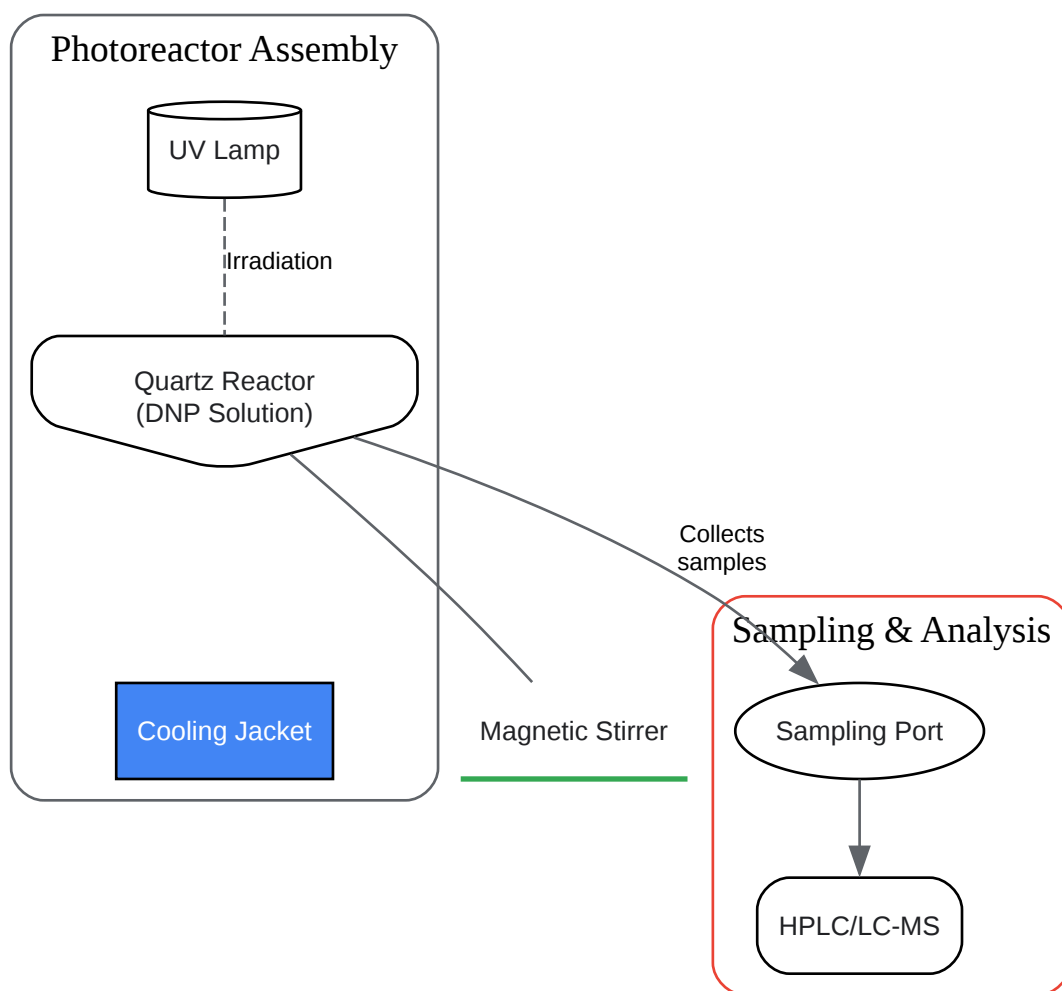 Photoreactor Assembly
UV Lamp
Irradiation
Quartz Reactor
(DNP Solution)
Collects
samples
Sampling & Analysis
Cooling Jacket
Magnetic Stirrer
Sampling Port
HPLC/LC-MS